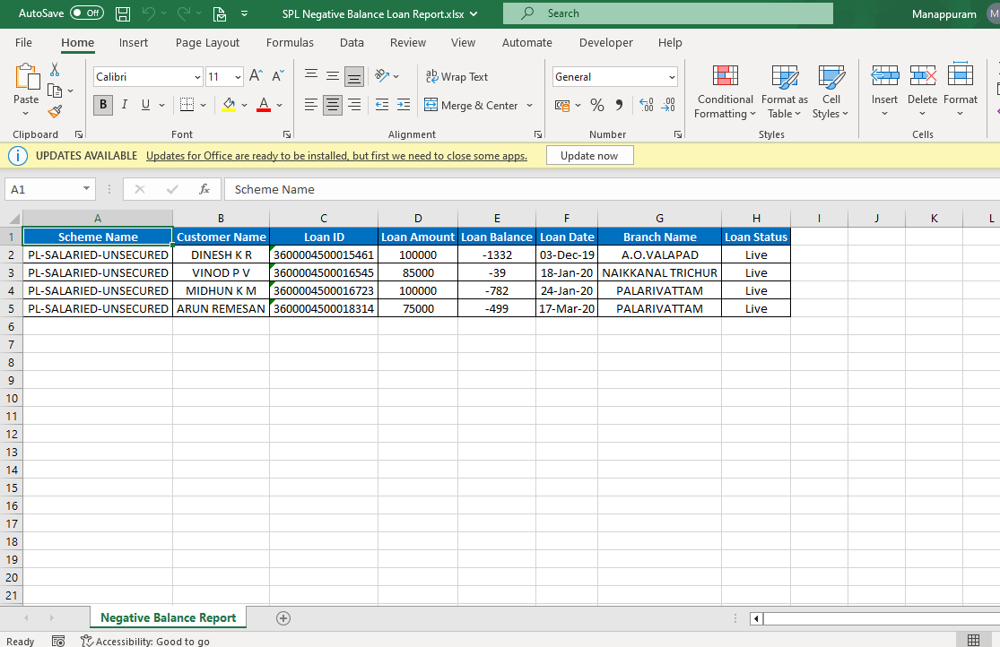 AutoSave Off SPL Negative Balance Loan Report.xlsx Search Manappuram M
File Home Insert Page Layout Formulas Data Review View Automate Developer Help
Calibri 11 A A ab Wrap Text General
Paste B I U A Merge & Center % Conditional Formatting Format as Table Cell Styles Insert Delete Format
Clipboard Font Alignment Number Styles Cells
UPDATES AVAILABLE Updates for Office are ready to be installed, but first we need to close some apps. Update now
A1 fx Scheme Name
A B C D E F G H I J K L
1 Scheme Name Customer Name Loan ID Loan Amount Loan Balance Loan Date Branch Name Loan Status
2 PL-SALARIED-UNSECURED DINESH K R 3600004500015461 100000 -1332 03-Dec-19 A.O.VALAPAD Live
3 PL-SALARIED-UNSECURED VINOD P V 3600004500016545 85000 -39 18-Jan-20 NAIKKANAL TRICHUR Live
4 PL-SALARIED-UNSECURED MIDHUN K M 3600004500016723 100000 -782 24-Jan-20 PALARIVATTAM Live
5 PL-SALARIED-UNSECURED ARUN REMESAN 3600004500018314 75000 -499 17-Mar-20 PALARIVATTAM Live
6
7
8
9
10
11
12
13
14
15
16
17
18
19
20
21
Negative Balance Report
Ready Accessibility: Good to go